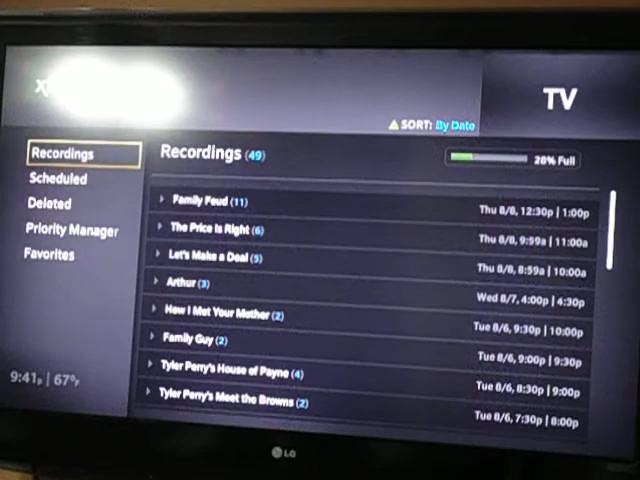 X
TV
SORT: By Date
Recordings
Scheduled
Deleted
Priority Manager
Favorites
9:41p | 67°F
Recordings (49)
28% Full
Family Feud (11) Thu 8/8, 12:30p | 1:00p
The Price Is Right (6) Thu 8/8, 9:59a | 11:00a
Let's Make a Deal (5) Thu 8/8, 8:59a | 10:00a
Arthur (3) Wed 8/7, 4:00p | 4:30p
How I Met Your Mother (2) Tue 8/6, 9:30p | 10:00p
Family Guy (2) Tue 8/6, 9:00p | 9:30p
Tyler Perry's House of Payne (4) Tue 8/6, 8:30p | 9:00p
Tyler Perry's Meet the Browns (2) Tue 8/6, 7:30p | 8:00p
LG